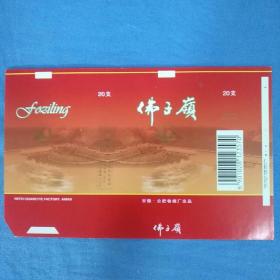 20支
20支
Foziling
佛子嶺
HEFEI CIGARETTE FACTORY ANHUI
安徽·合肥卷烟厂出品
佛子嶺